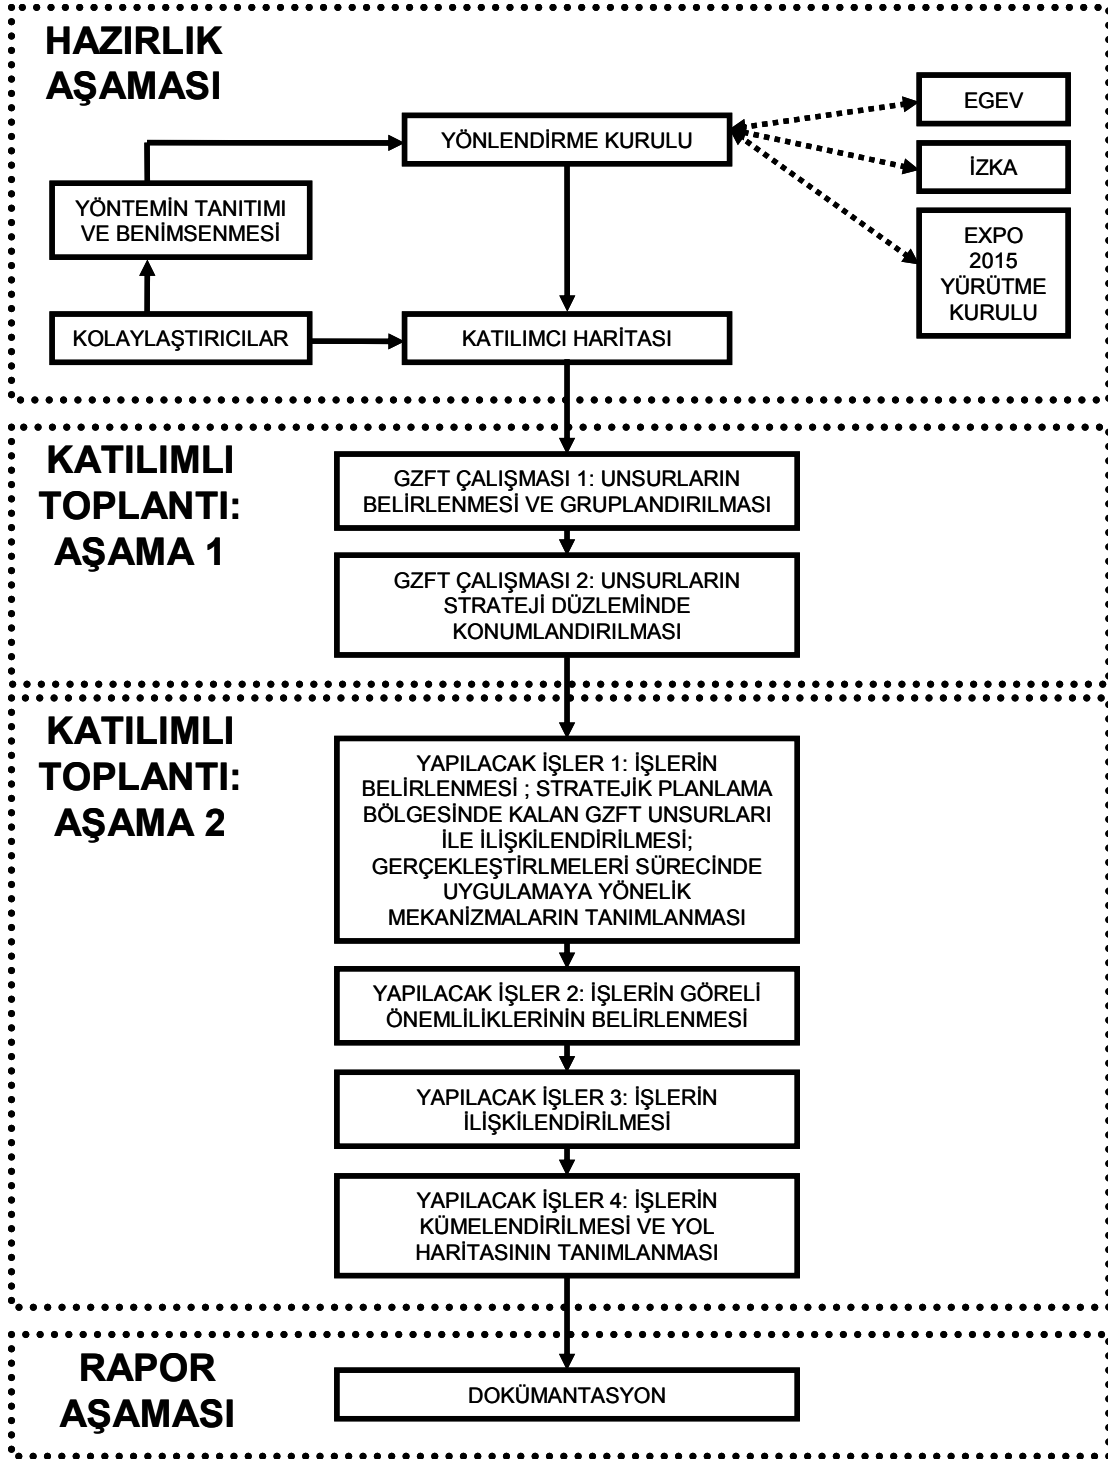 HAZIRLIK
AŞAMASI
EGEV
YÖNLENDİRME KURULU
İZKA
YÖNTEMİN TANITIMI
VE BENİMSENMESİ
EXPO
2015
YÜRÜTME
KURULU
KOLAYLAŞTIRICILAR
KATILIMCI HARİTASI
KATILIMLI
TOPLANTI:
AŞAMA 1
GZFT ÇALIŞMASI 1: UNSURLARIN
BELİRLENMESİ VE GRUPLANDIRILMASI
GZFT ÇALIŞMASI 2: UNSURLARIN
STRATEJİ DÜZLEMİNDE
KONUMLANDIRILMASI
KATILIMLI
TOPLANTI:
AŞAMA 2
YAPILACAK İŞLER 1: İŞLERİN
BELİRLENMESİ ; STRATEJİK PLANLAMA
BÖLGESİNDE KALAN GZFT UNSURLARI
İLE İLİŞKİLENDİRİLMESİ;
GERÇEKLEŞTİRLMELERİ SÜRECİNDE
UYGULAMAYA YÖNELİK
MEKANİZMALARIN TANIMLANMASI
YAPILACAK İŞLER 2: İŞLERİN GÖRELİ
ÖNEMLİLİKLERİNİN BELİRLENMESİ
YAPILACAK İŞLER 3: İŞLERİN
İLİŞKİLENDİRİLMESİ
YAPILACAK İŞLER 4: İŞLERİN
KÜMELENDİRİLMESİ VE YOL
HARİTASININ TANIMLANMASI
RAPOR
AŞAMASI
DOKÜMANTASYON